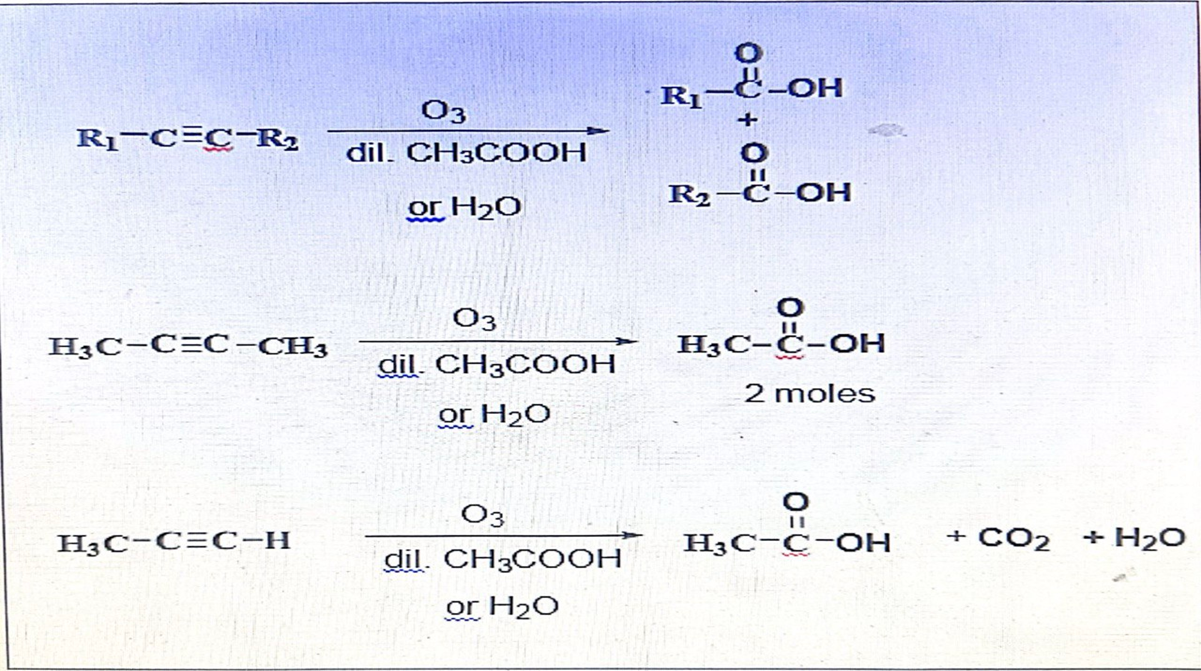 O
||
R₁—C≡C—R₂ O₃ R₁—C—OH
dil. CH₃COOH +
or H₂O O
||
R₂—C—OH
O
||
H₃C—C≡C—CH₃ O₃ H₃C—C—OH
dil. CH₃COOH 2 moles
or H₂O
O
||
H₃C—C≡C—H O₃ H₃C—C—OH + CO₂ + H₂O
dil. CH₃COOH
or H₂O